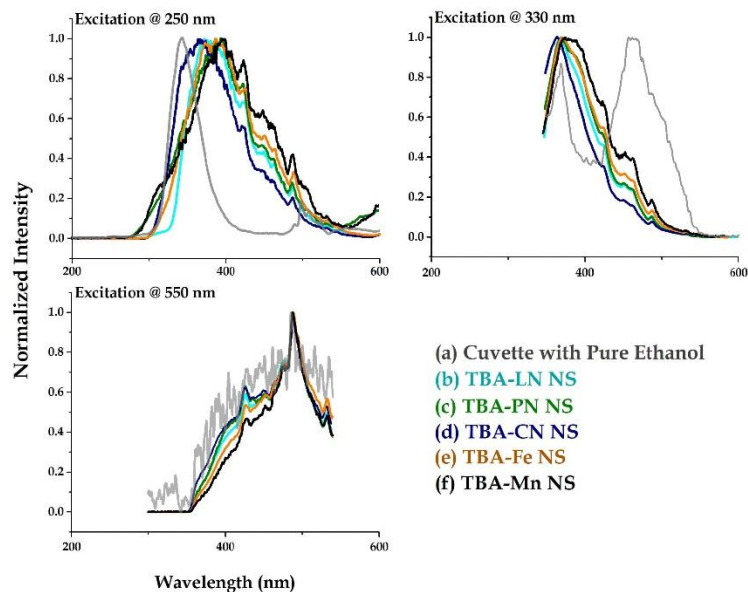 Excitation @ 250 nm
1.0
0.8
0.6
0.4
0.2
0.0
200
400
600
Excitation @ 330 nm
1.0
0.8
0.6
0.4
0.2
0.0
200
400
600
Normalized Intensity
Excitation @ 550 nm
1.0
0.8
0.6
0.4
0.2
0.0
200
400
600
Wavelength (nm)
(a) Cuvette with Pure Ethanol
(b) TBA-LN NS
(c) TBA-PN NS
(d) TBA-CN NS
(e) TBA-Fe NS
(f) TBA-Mn NS